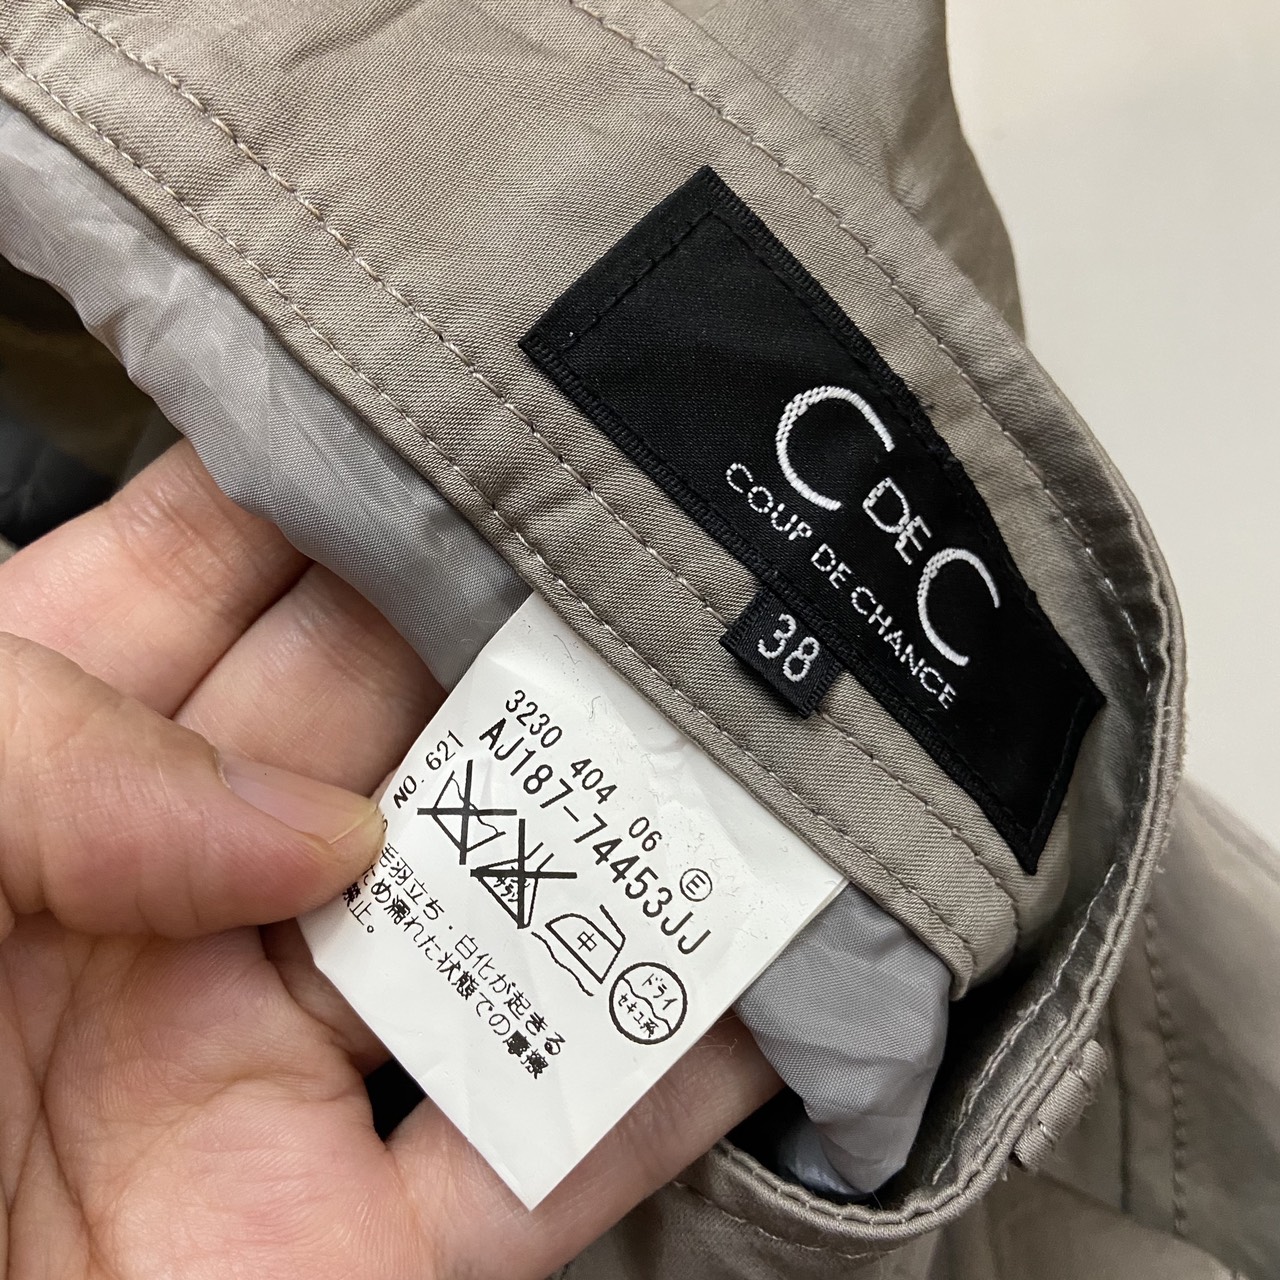 C DE C
COUP DE CHANCE
38
3230 404 06 E
AJ187-74453JJ
NO. 621
中
ドライ
セキユ系
毛羽立ち・白化が起きる
ため濡れた状態での摩擦
禁止。